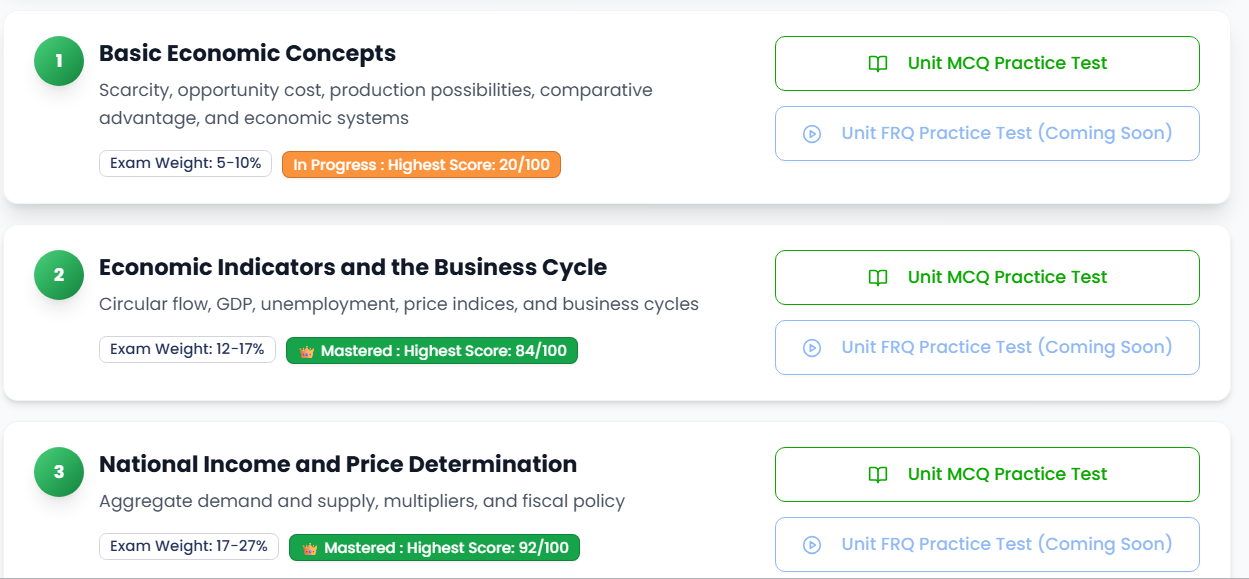 1
Basic Economic Concepts
Scarcity, opportunity cost, production possibilities, comparative
advantage, and economic systems
Exam Weight: 5-10%
In Progress : Highest Score: 20/100
Unit MCQ Practice Test
Unit FRQ Practice Test (Coming Soon)
2
Economic Indicators and the Business Cycle
Circular flow, GDP, unemployment, price indices, and business cycles
Exam Weight: 12-17%
👑 Mastered : Highest Score: 84/100
Unit MCQ Practice Test
Unit FRQ Practice Test (Coming Soon)
3
National Income and Price Determination
Aggregate demand and supply, multipliers, and fiscal policy
Exam Weight: 17-27%
👑 Mastered : Highest Score: 92/100
Unit MCQ Practice Test
Unit FRQ Practice Test (Coming Soon)